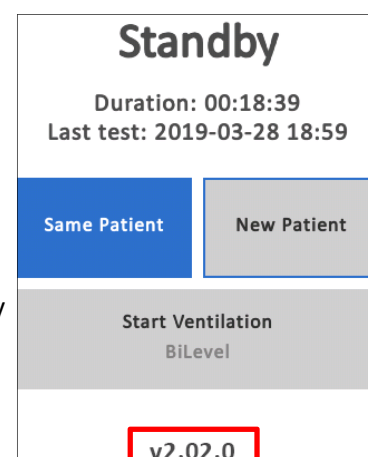 Standby
Duration: 00:18:39
Last test: 2019-03-28 18:59
Same Patient New Patient
Start Ventilation
BiLevel
v2.02.0